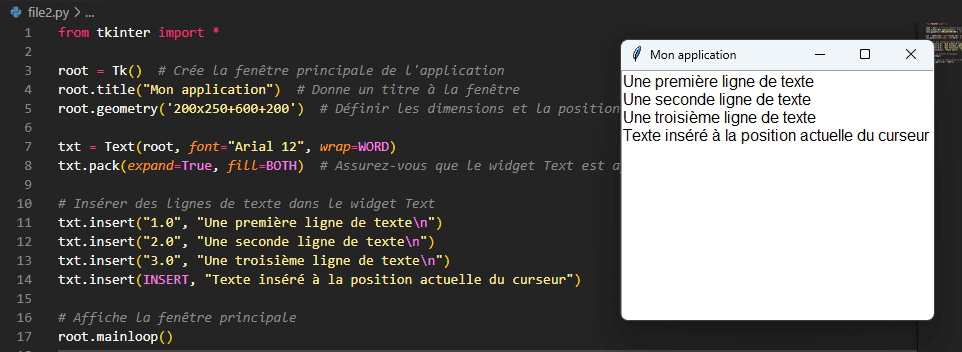 file2.py > ...
1 from tkinter import *
2
3 root = Tk()  # Crée la fenêtre principale de l'application
4 root.title("Mon application")  # Donne un titre à la fenêtre
5 root.geometry('200x250+600+200')  # Définir les dimensions et la position
6
7 txt = Text(root, font="Arial 12", wrap=WORD)
8 txt.pack(expand=True, fill=BOTH)  # Assurez-vous que le widget Text est
9
10 # Insérer des lignes de texte dans le widget Text
11 txt.insert("1.0", "Une première ligne de texte\n")
12 txt.insert("2.0", "Une seconde ligne de texte\n")
13 txt.insert("3.0", "Une troisième ligne de texte\n")
14 txt.insert(INSERT, "Texte inséré à la position actuelle du curseur")
15
16 # Affiche la fenêtre principale
17 root.mainloop()
Mon application
Une première ligne de texte
Une seconde ligne de texte
Une troisième ligne de texte
Texte inséré à la position actuelle du curseur